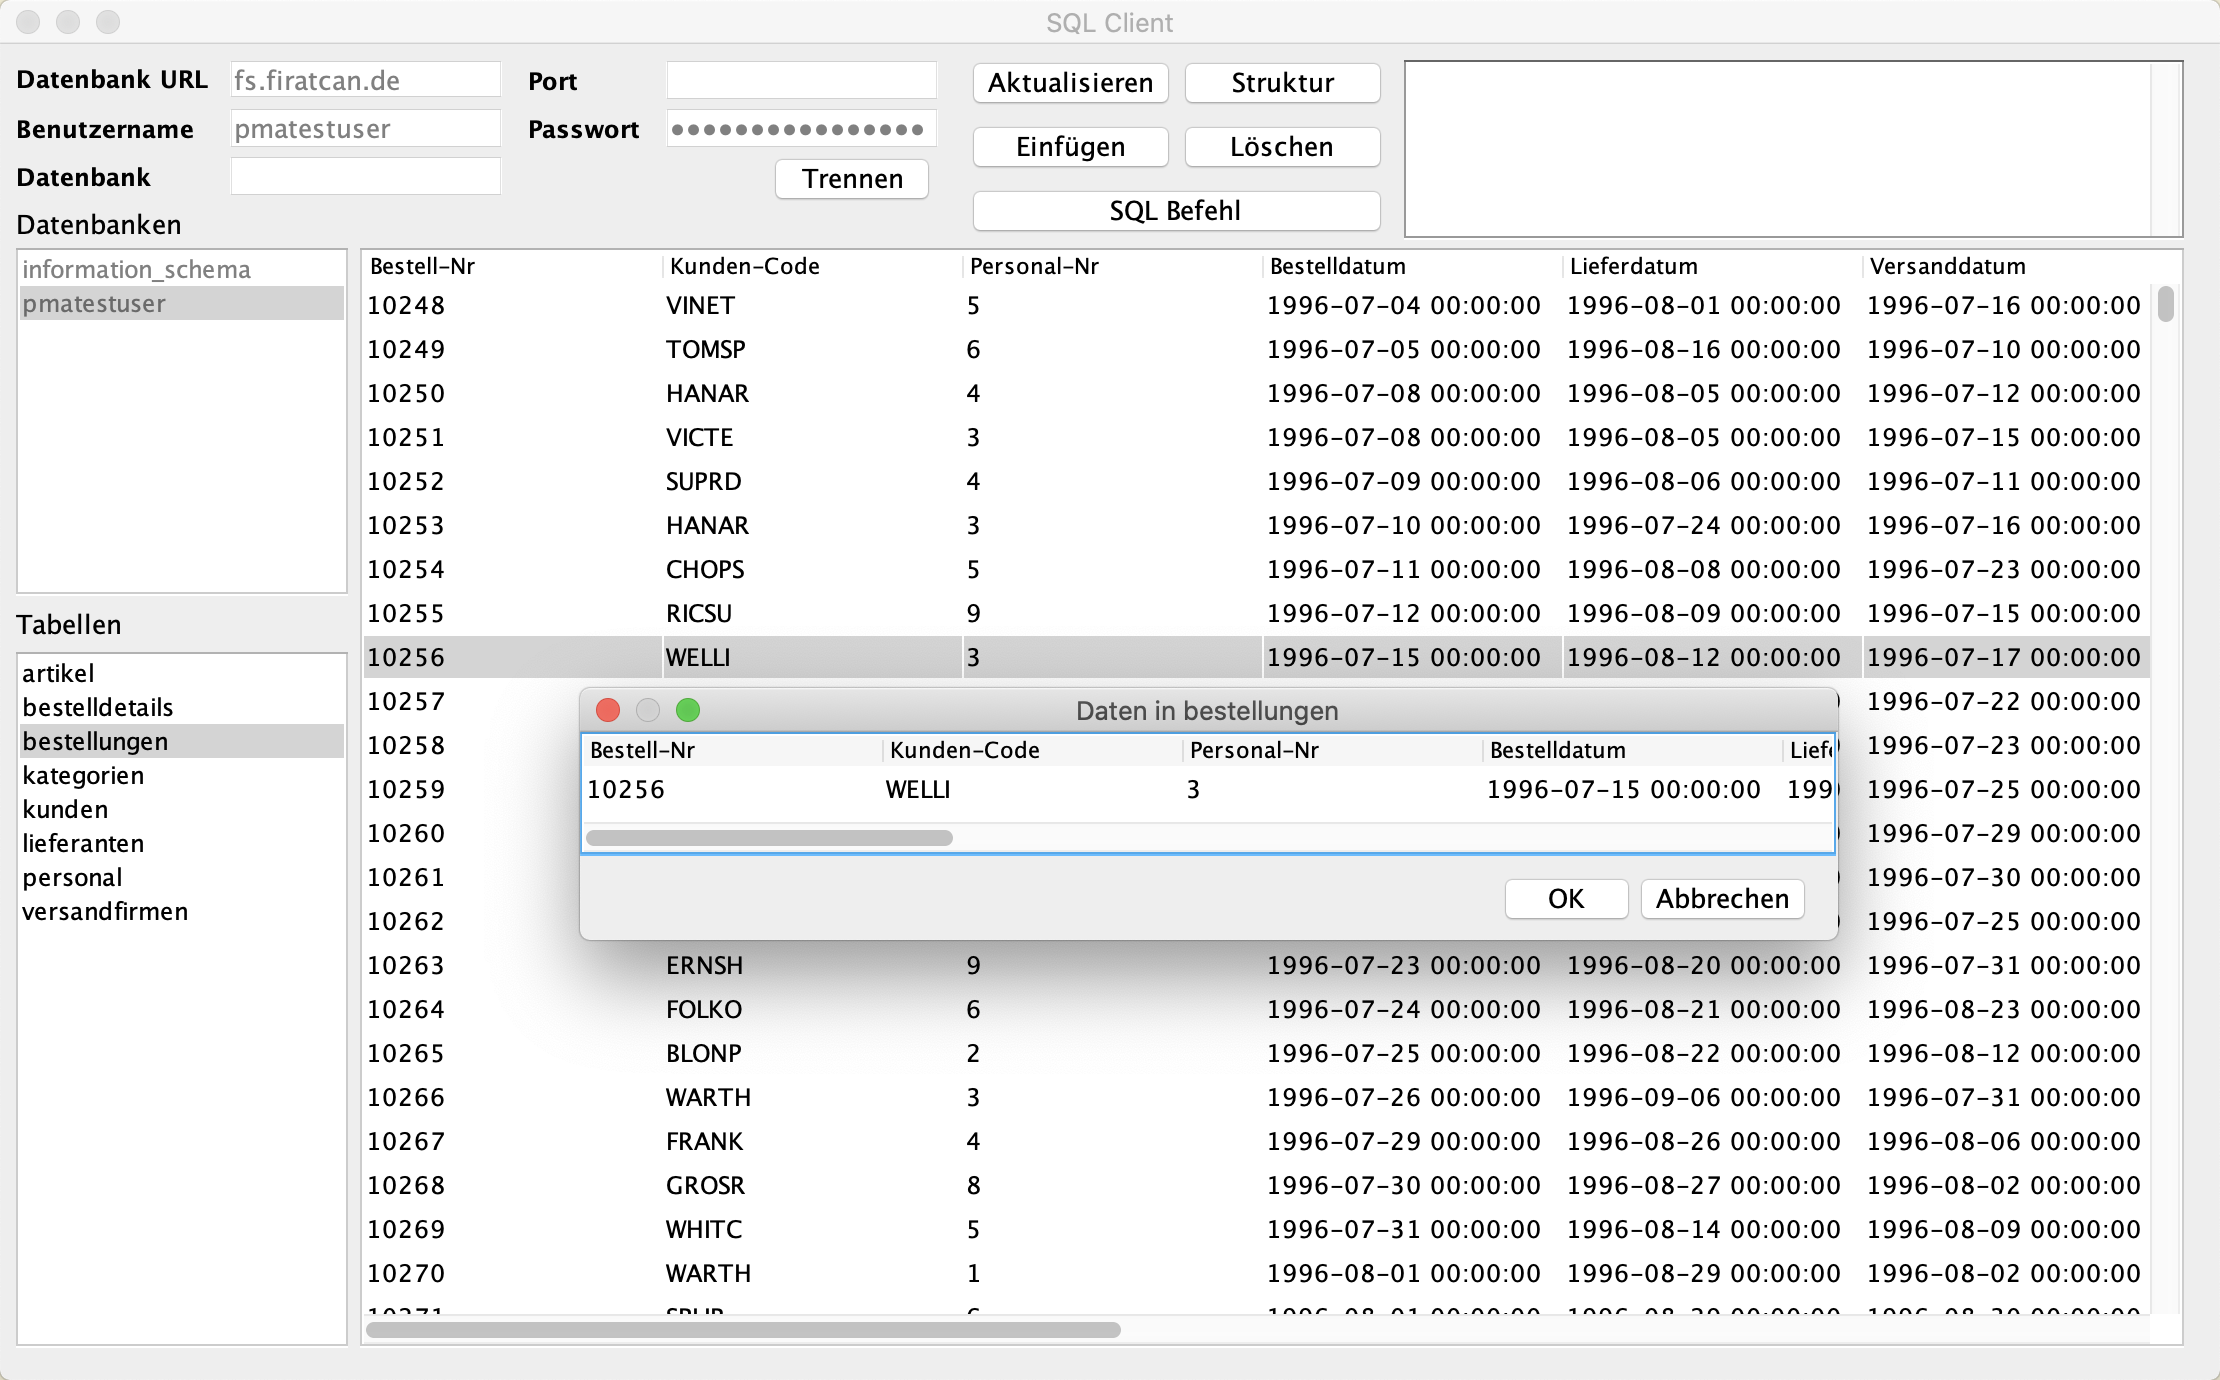 SQL Client
Datenbank URL fs.firatcan.de Port Aktualisieren Struktur
Benutzername pmatestuser Passwort Einfügen Löschen
Datenbank Trennen
SQL Befehl
Datenbanken
information_schema
pmatestuser
Tabellen
artikel
bestelldetails
bestellungen
kategorien
kunden
lieferanten
personal
versandfirmen
Bestell-Nr Kunden-Code Personal-Nr Bestelldatum Lieferdatum Versanddatum
10248 VINET 5 1996-07-04 00:00:00 1996-08-01 00:00:00 1996-07-16 00:00:00
10249 TOMSP 6 1996-07-05 00:00:00 1996-08-16 00:00:00 1996-07-10 00:00:00
10250 HANAR 4 1996-07-08 00:00:00 1996-08-05 00:00:00 1996-07-12 00:00:00
10251 VICTE 3 1996-07-08 00:00:00 1996-08-05 00:00:00 1996-07-15 00:00:00
10252 SUPRD 4 1996-07-09 00:00:00 1996-08-06 00:00:00 1996-07-11 00:00:00
10253 HANAR 3 1996-07-10 00:00:00 1996-07-24 00:00:00 1996-07-16 00:00:00
10254 CHOPS 5 1996-07-11 00:00:00 1996-08-08 00:00:00 1996-07-23 00:00:00
10255 RICSU 9 1996-07-12 00:00:00 1996-08-09 00:00:00 1996-07-15 00:00:00
10256 WELLI 3 1996-07-15 00:00:00 1996-08-12 00:00:00 1996-07-17 00:00:00
10257 1996-07-22 00:00:00
10258 1996-07-23 00:00:00
10259 1996-07-25 00:00:00
10260 1996-07-29 00:00:00
10261 1996-07-30 00:00:00
10262 1996-07-25 00:00:00
10263 ERNSH 9 1996-07-23 00:00:00 1996-08-20 00:00:00 1996-07-31 00:00:00
10264 FOLKO 6 1996-07-24 00:00:00 1996-08-21 00:00:00 1996-08-23 00:00:00
10265 BLONP 2 1996-07-25 00:00:00 1996-08-22 00:00:00 1996-08-12 00:00:00
10266 WARTH 3 1996-07-26 00:00:00 1996-09-06 00:00:00 1996-07-31 00:00:00
10267 FRANK 4 1996-07-29 00:00:00 1996-08-26 00:00:00 1996-08-06 00:00:00
10268 GROSR 8 1996-07-30 00:00:00 1996-08-27 00:00:00 1996-08-02 00:00:00
10269 WHITC 5 1996-07-31 00:00:00 1996-08-14 00:00:00 1996-08-09 00:00:00
10270 WARTH 1 1996-08-01 00:00:00 1996-08-29 00:00:00 1996-08-02 00:00:00
Daten in bestellungen
Bestell-Nr Kunden-Code Personal-Nr Bestelldatum Lief
10256 WELLI 3 1996-07-15 00:00:00 199
OK Abbrechen